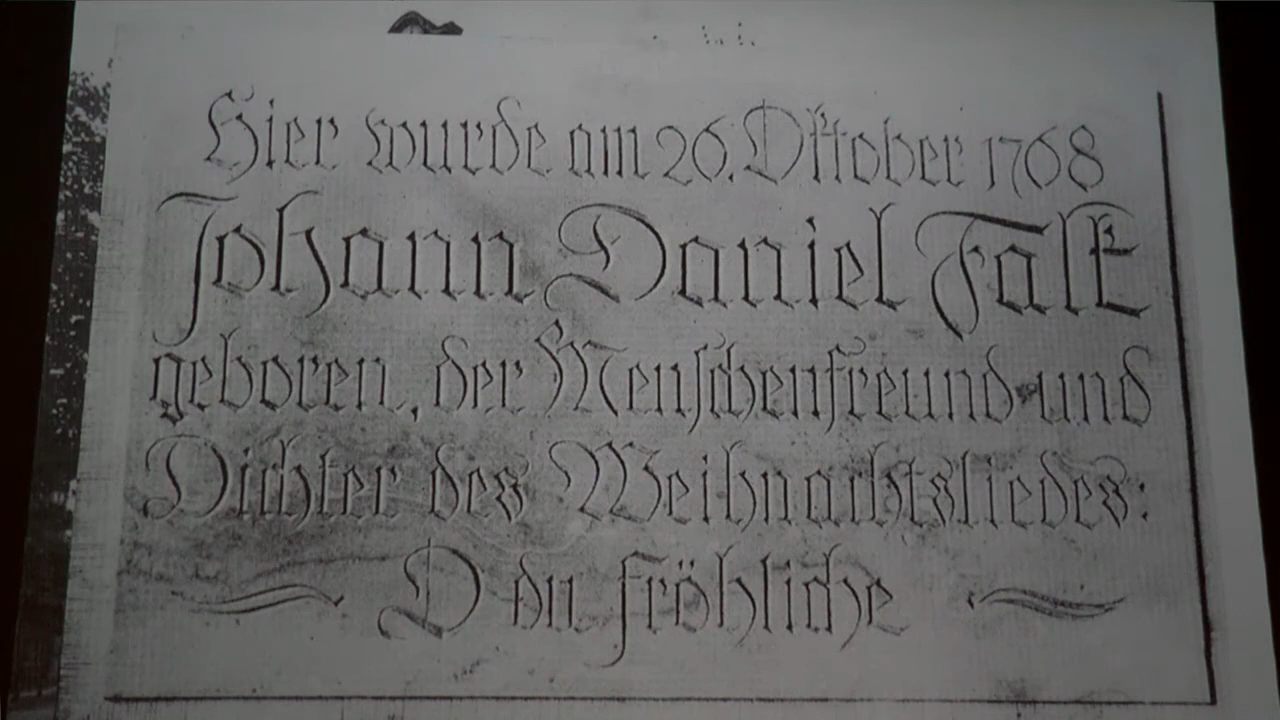 Hier wurde am 26. Oktober 1768
Johann Daniel Falk
geboren, der Menschenfreund und
Dichter des Weihnachtsliedes:
O du fröhliche